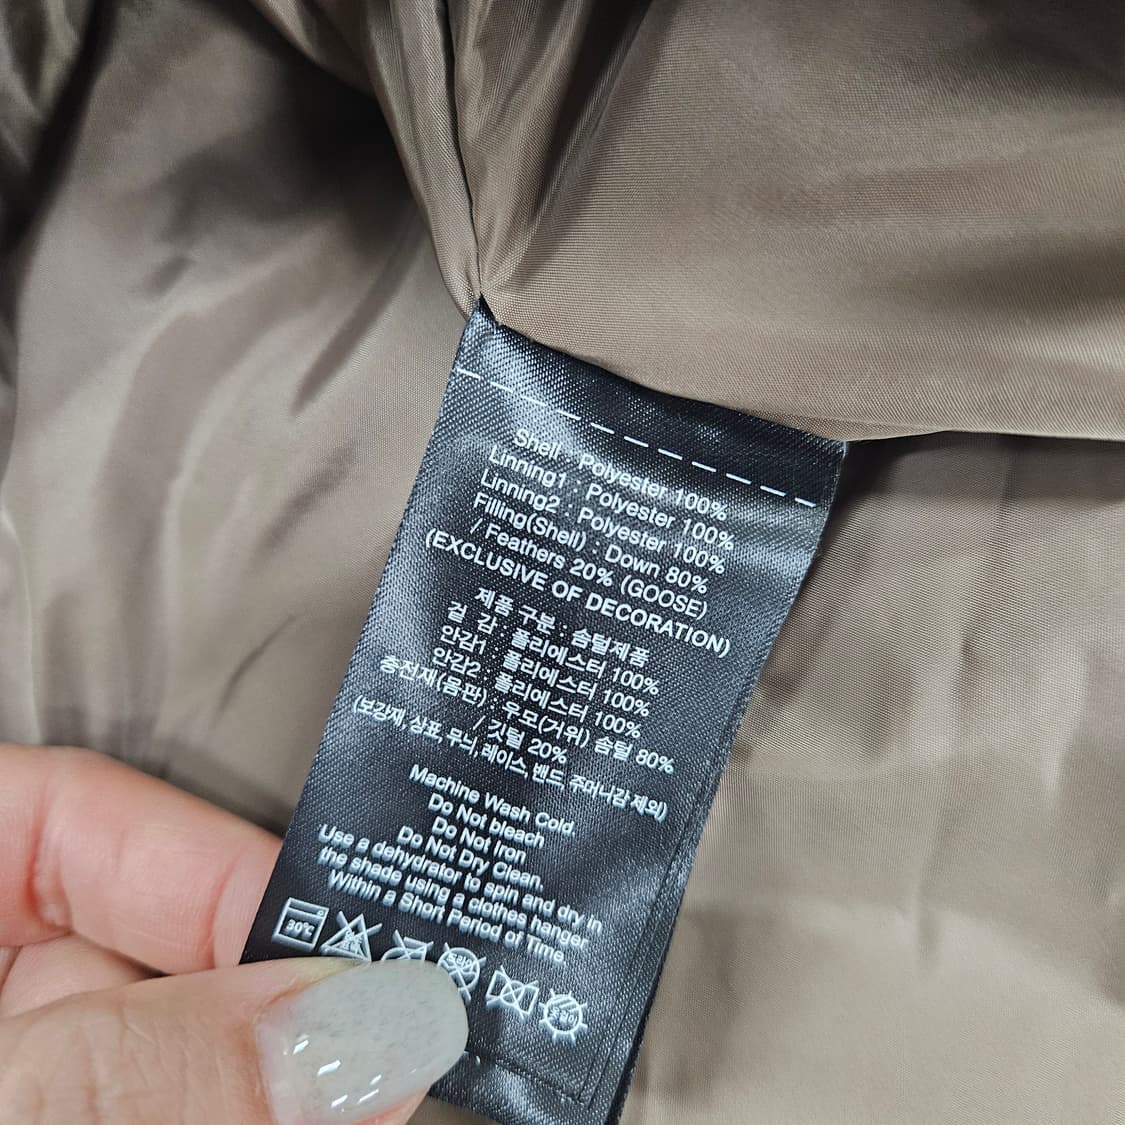 Shell : Polyester 100%
Linning1 : Polyester 100%
Linning2 : Polyester 100%
Filling(Shell) : Down 80%
/ Feathers 20% (GOOSE)
(EXCLUSIVE OF DECORATION)
제품 구분 : 솜털제품
겉 감 : 폴리에스터 100%
안감1 : 폴리에스터 100%
안감2 : 폴리에스터 100%
충전재(몸판) : 우모(거위) 솜털 80%
/ 깃털 20%
(보강재, 상표, 무늬, 레이스, 밴드, 주머니감 제외)
Machine Wash Cold.
Do Not bleach
Do Not Iron
Do Not Dry Clean,
Use a dehydrator to spin and dry in
the shade using a clothes hanger
Within a Short Period of Time.
30℃
드라이